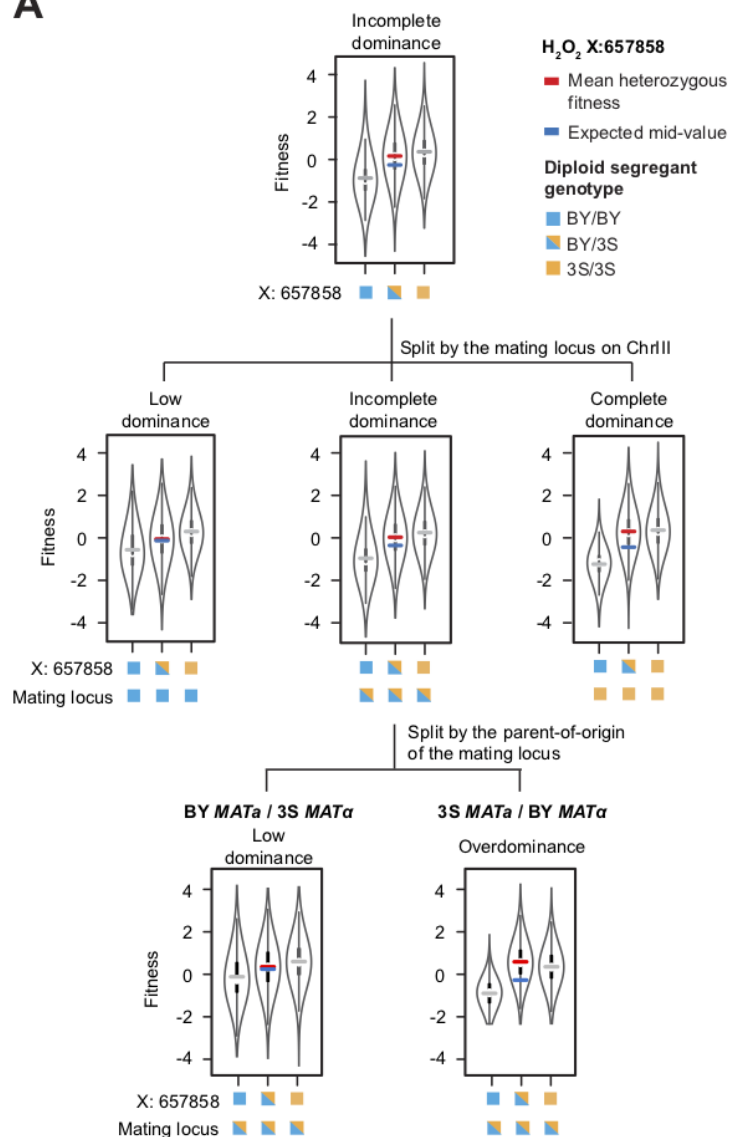 A
Incomplete
dominance
H2O2 X:657858
Mean heterozygous
fitness
Expected mid-value
Diploid segregant
genotype
BY/BY
BY/3S
3S/3S
Fitness
4
2
0
-2
-4
X: 657858
Split by the mating locus on ChrIII
Low
dominance
Incomplete
dominance
Complete
dominance
Fitness
4
2
0
-2
-4
4
2
0
-2
-4
4
2
0
-2
-4
X: 657858
Mating locus
Split by the parent-of-origin
of the mating locus
BY MATa / 3S MATα
Low
dominance
3S MATa / BY MATα
Overdominance
Fitness
4
2
0
-2
-4
4
2
0
-2
-4
X: 657858
Mating locus